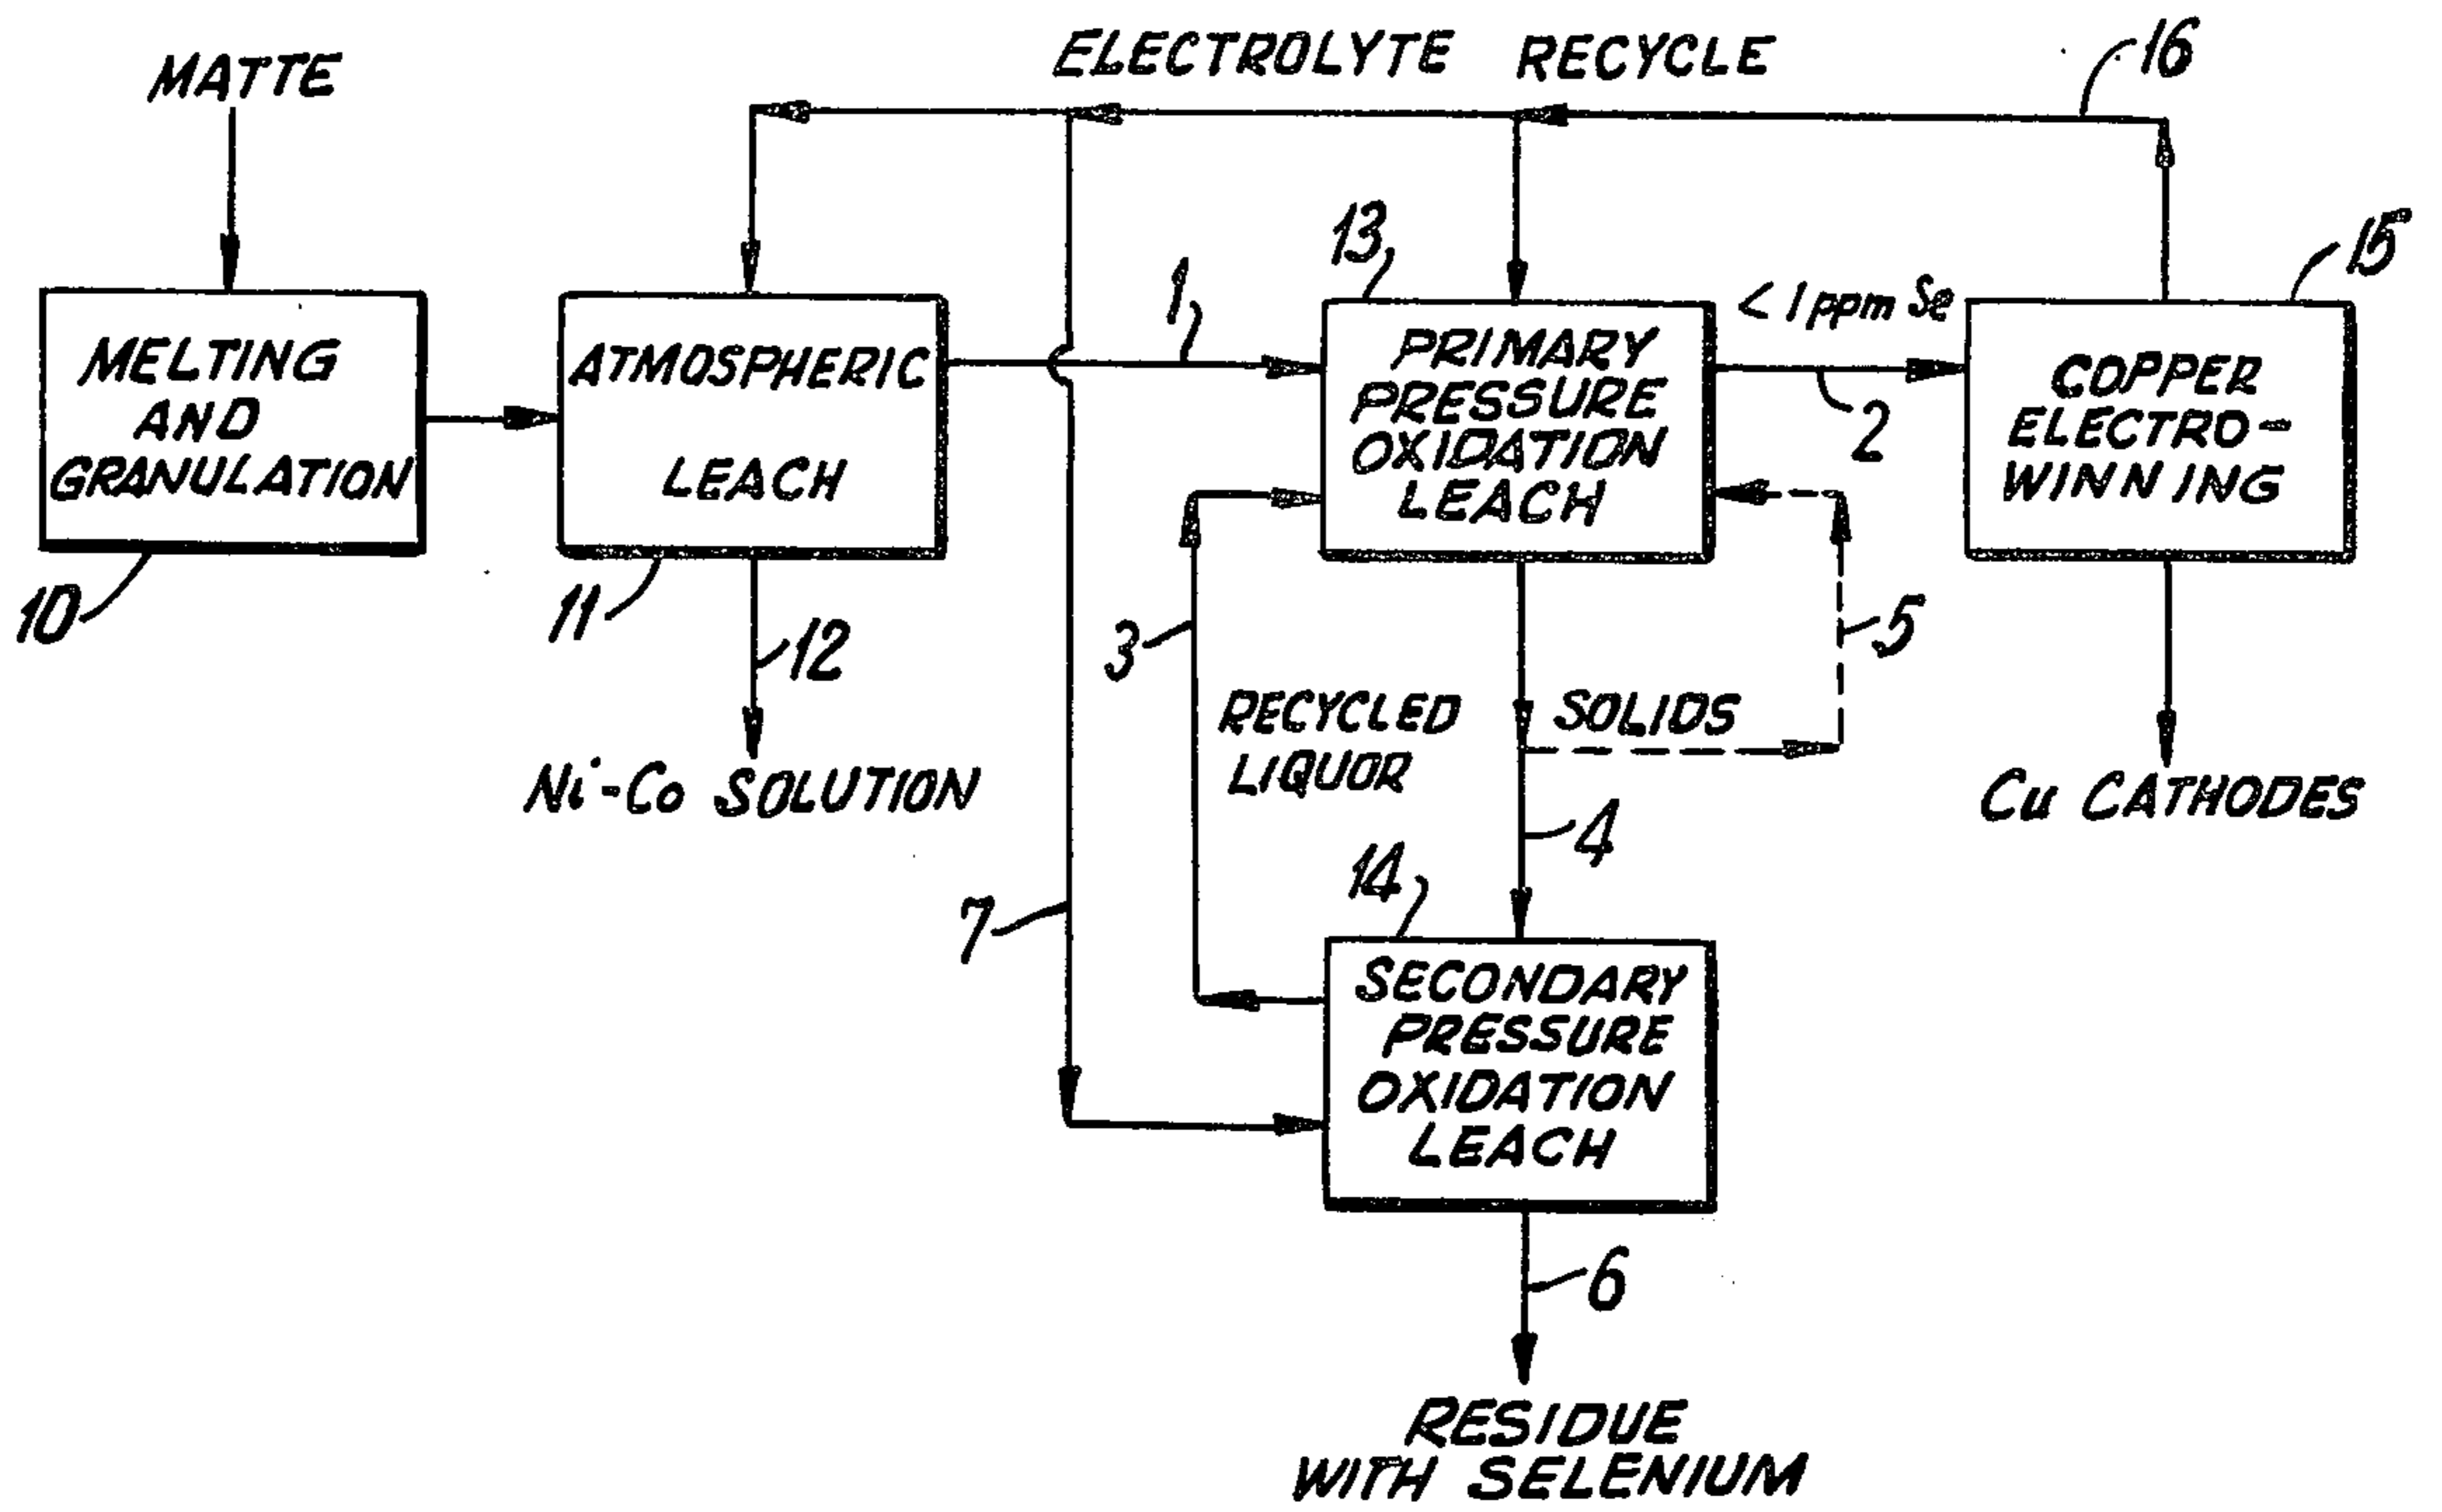 MATTE
ELECTROLYTE RECYCLE
16
MELTING
AND
GRANULATION
10
ATMOSPHERIC
LEACH
11
12
Ni-Co SOLUTION
1
13
PRIMARY
PRESSURE
OXIDATION
LEACH
< 1 ppm Se
2
15
COPPER
ELECTRO-
WINNING
Cu CATHODES
3
RECYCLED
LIQUOR
SOLIDS
5
4
7
14
SECONDARY
PRESSURE
OXIDATION
LEACH
6
RESIDUE
WITH SELENIUM